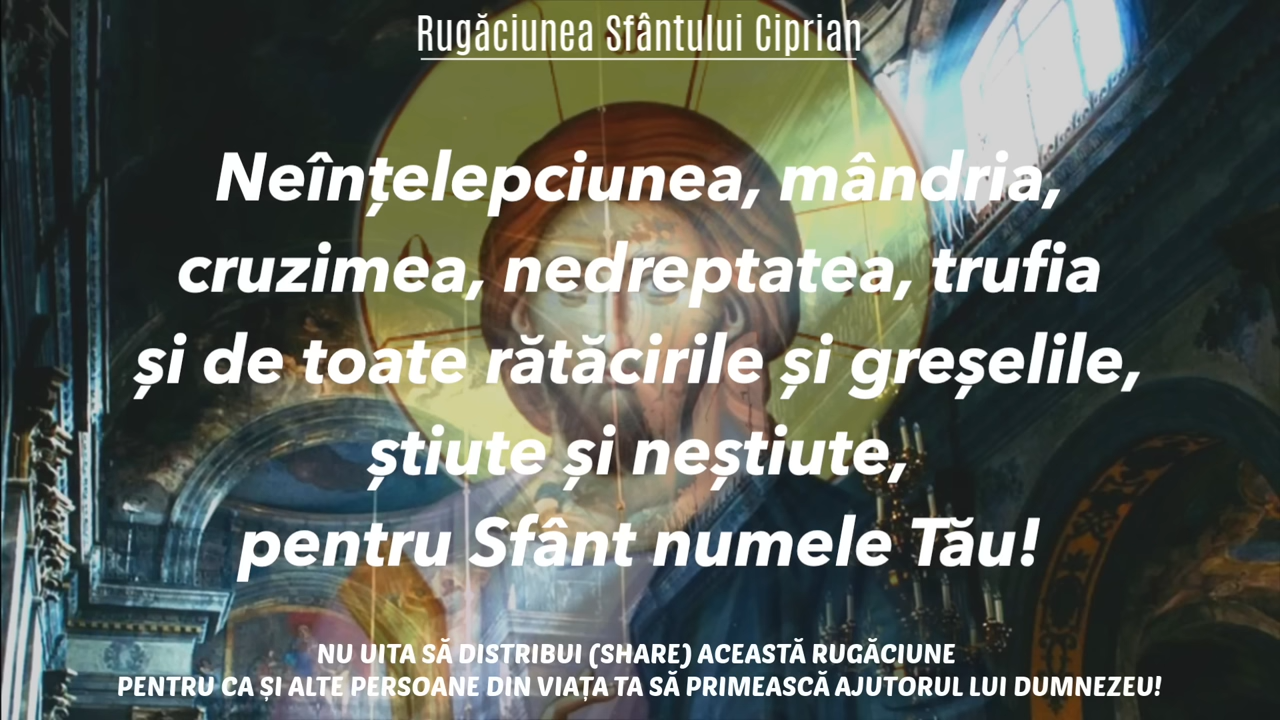 Rugăciunea Sfântului Ciprian
Neînțelepciunea, mândria,
cruzimea, nedreptatea, trufia
și de toate rătăcirile și greșelile,
știute și neștiute,
pentru Sfânt numele Tău!
NU UITA SĂ DISTRIBUI (SHARE) ACEASTĂ RUGĂCIUNE
PENTRU CA ȘI ALTE PERSOANE DIN VIAȚA TA SĂ PRIMEASCĂ AJUTORUL LUI DUMNEZEU!